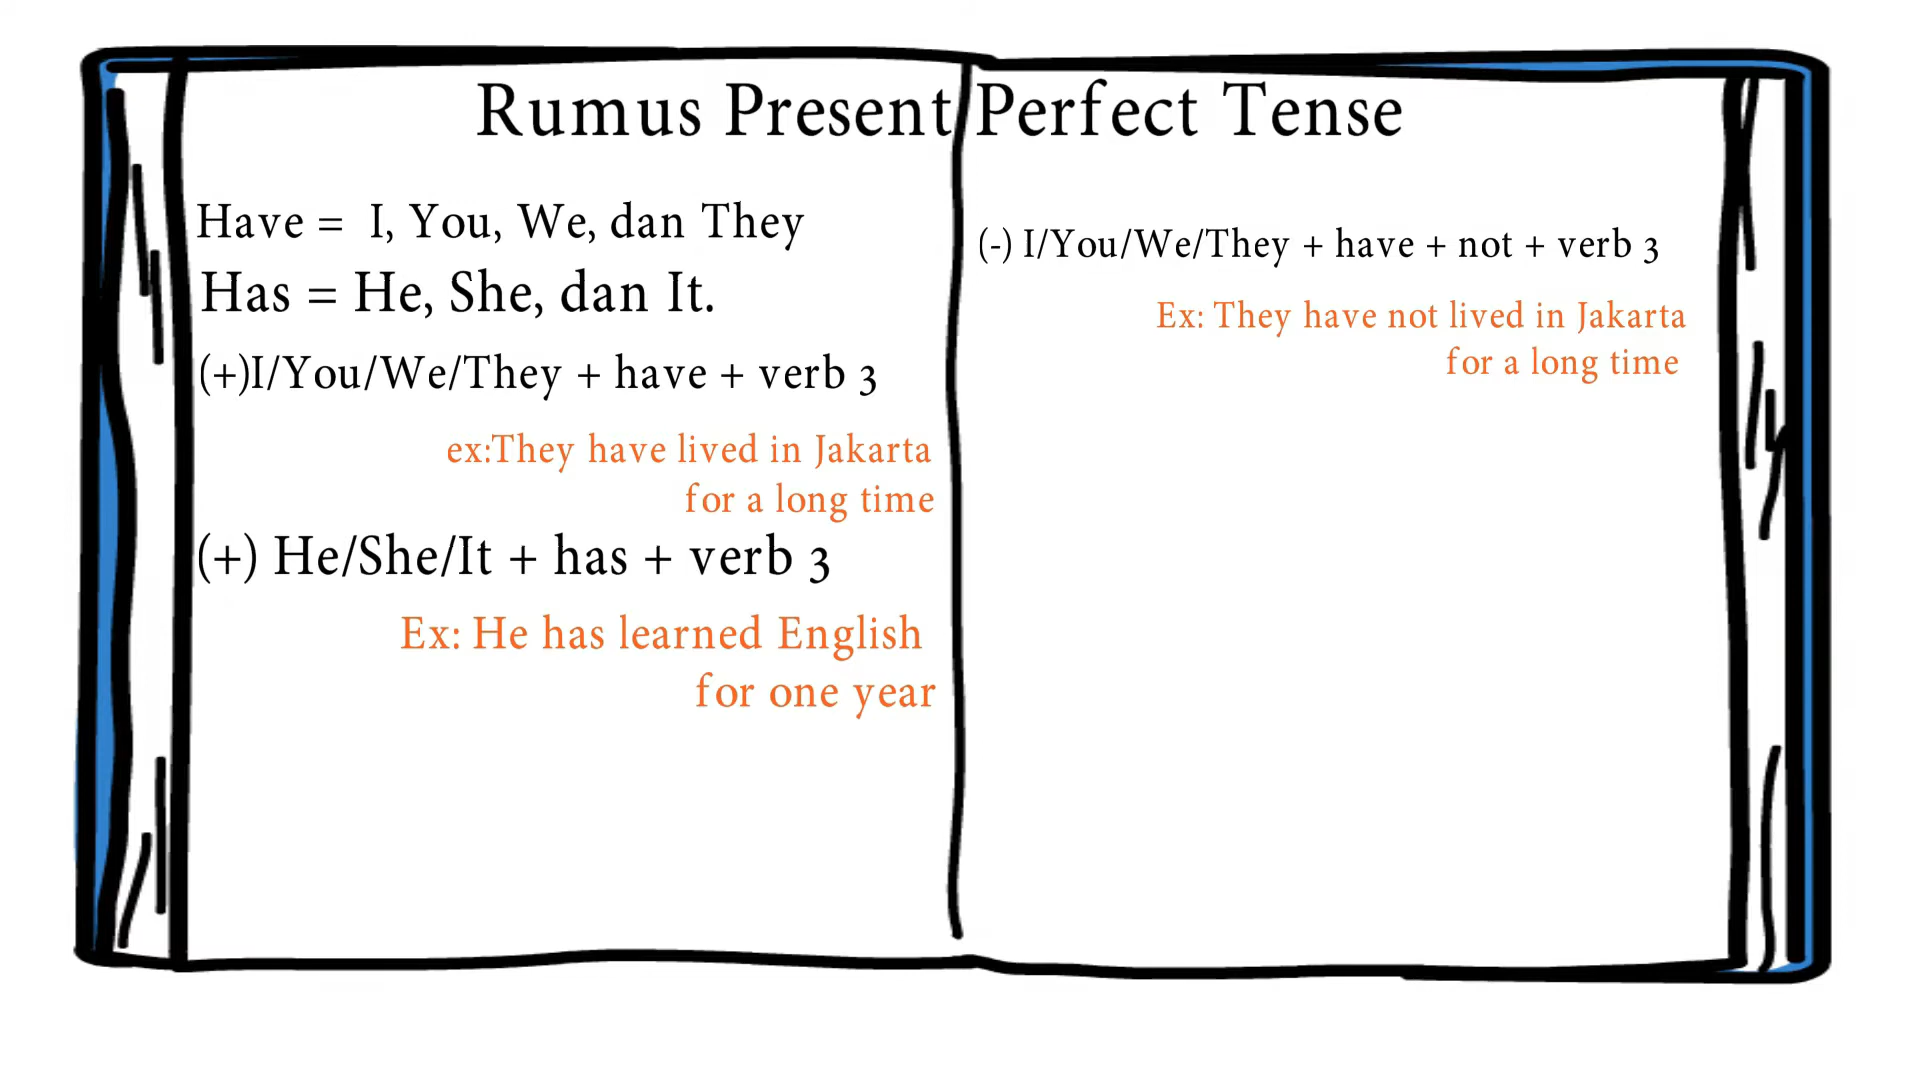 Rumus Present Perfect Tense
Have = I, You, We, dan They
Has = He, She, dan It.
(+)I/You/We/They + have + verb 3
ex:They have lived in Jakarta
for a long time
(+) He/She/It + has + verb 3
Ex: He has learned English
for one year
(-) I/You/We/They + have + not + verb 3
Ex: They have not lived in Jakarta
for a long time